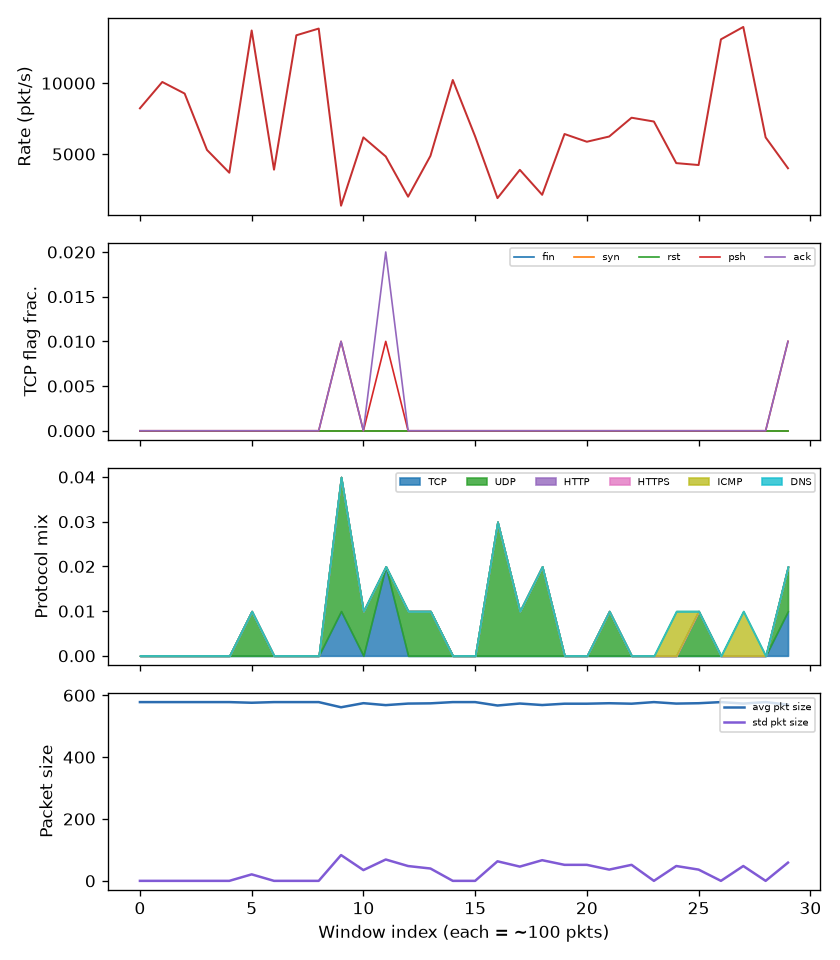 10000
5000
Rate (pkt/s)
0.020
0.015
0.010
0.005
0.000
TCP flag frac.
fin syn rst psh ack
0.04
0.03
0.02
0.01
0.00
Protocol mix
TCP UDP HTTP HTTPS ICMP DNS
600
400
200
0
Packet size
avg pkt size
std pkt size
0 5 10 15 20 25 30
Window index (each = ~100 pkts)